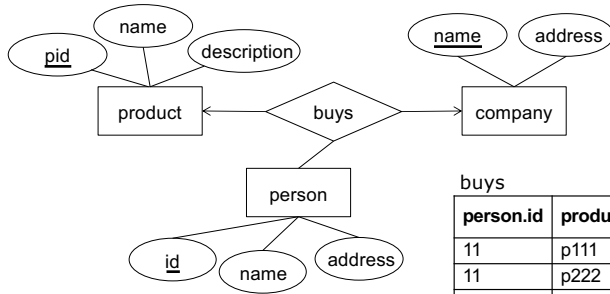 name
name
address
pid
description
product
buys
company
person
buys
person.id
11
p111
11
p222
id
name
address